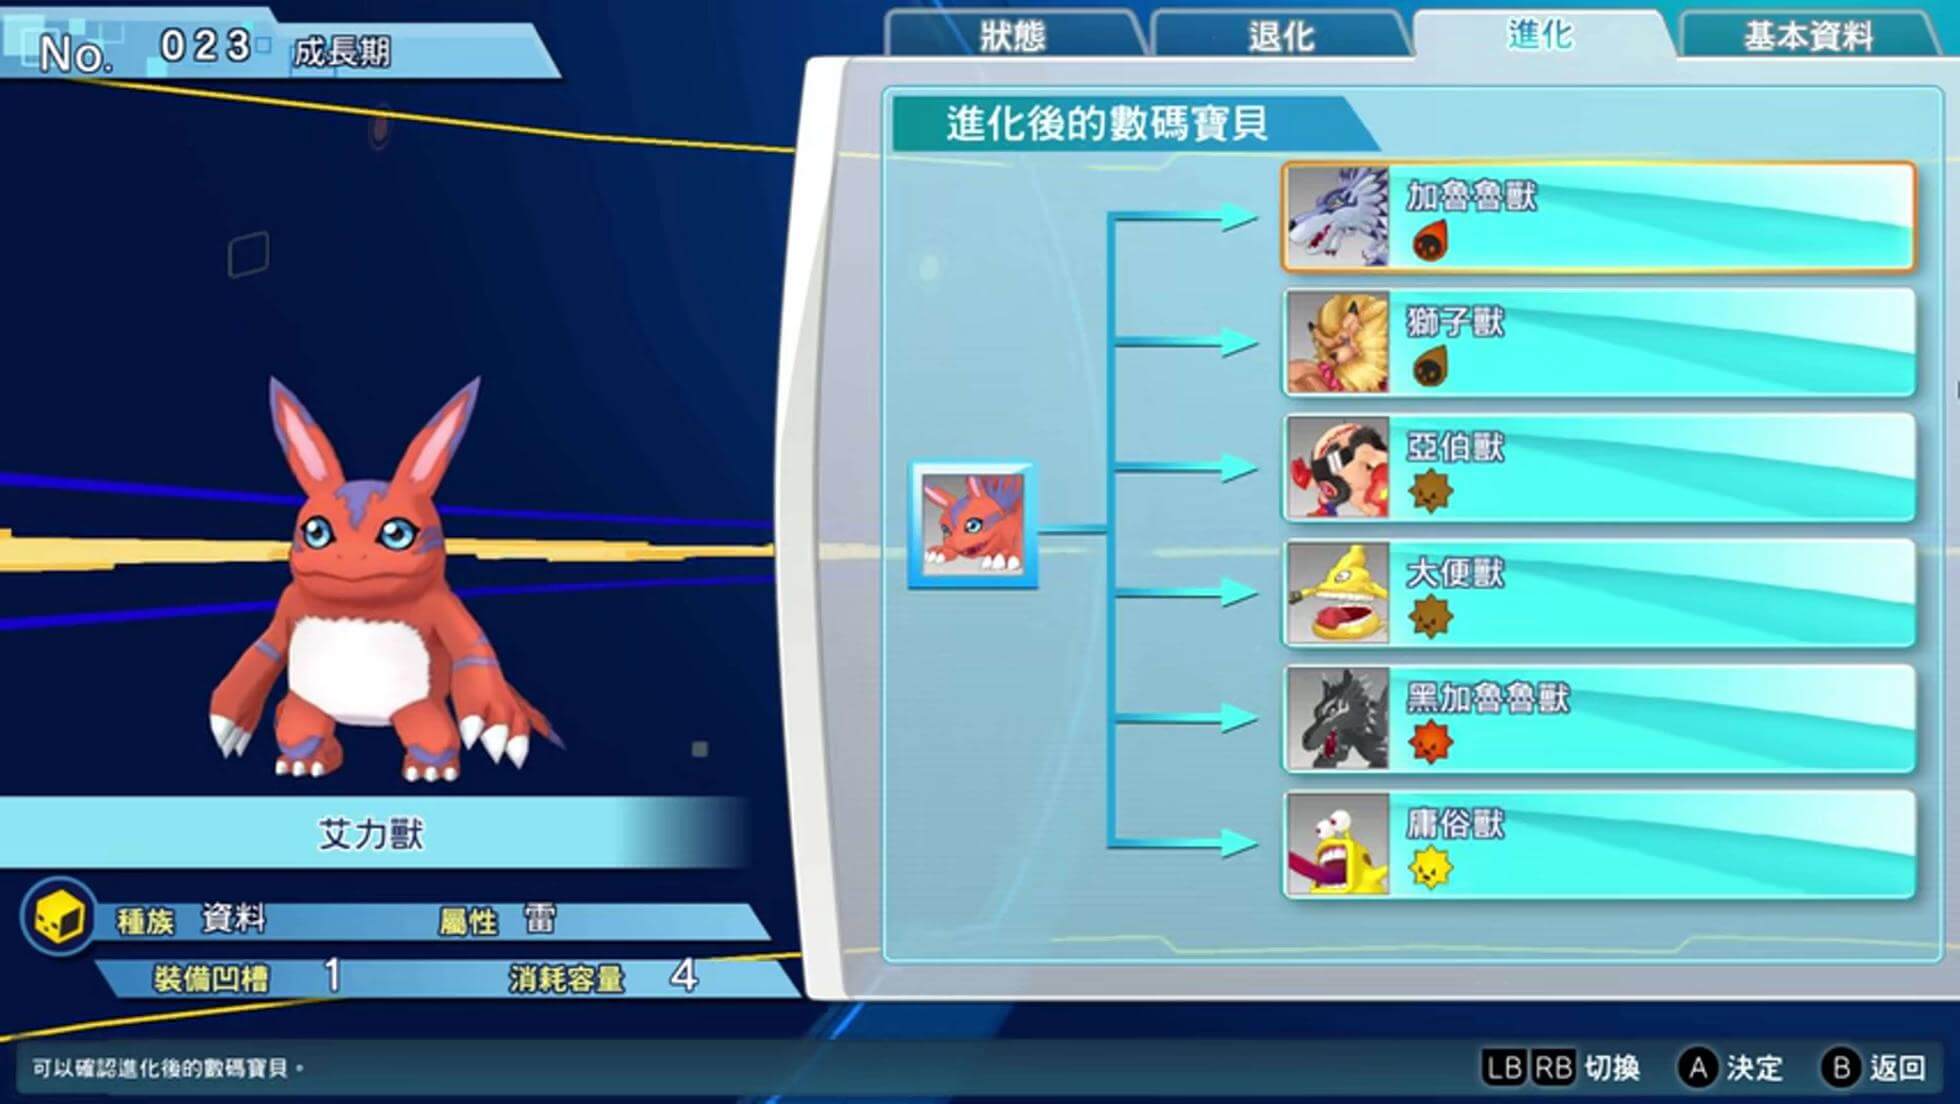 No. 023 成長期
狀態 退化 進化 基本資料
進化後的數碼寶貝
加魯魯獸
獅子獸
亞伯獸
大便獸
黑加魯魯獸
庸俗獸
艾力獸
種族 資料 屬性 雷
裝備凹槽 1 消耗容量 4
可以確認進化後的數碼寶貝。
LB RB 切換 A 決定 B 返回